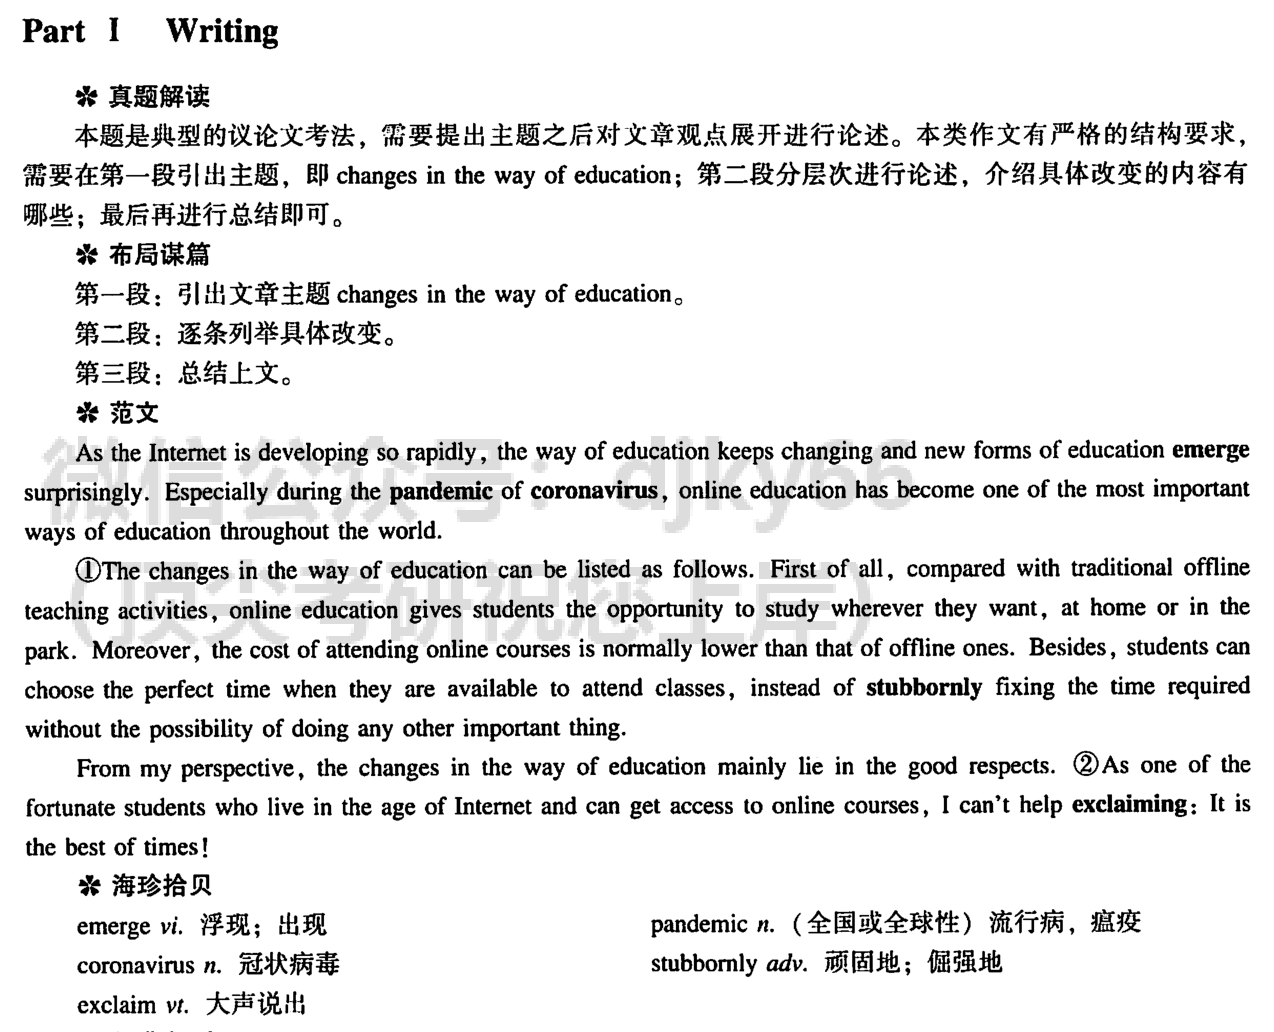 Part Ⅰ Writing
✽ 真题解读
本题是典型的议论文考法，需要提出主题之后对文章观点展开进行论述。本类作文有严格的结构要求，
需要在第一段引出主题，即 changes in the way of education；第二段分层次进行论述，介绍具体改变的内容有
哪些；最后再进行总结即可。
✽ 布局谋篇
第一段：引出文章主题 changes in the way of education。
第二段：逐条列举具体改变。
第三段：总结上文。
✽ 范文
As the Internet is developing so rapidly, the way of education keeps changing and new forms of education emerge
surprisingly. Especially during the pandemic of coronavirus, online education has become one of the most important
ways of education throughout the world.
①The changes in the way of education can be listed as follows. First of all, compared with traditional offline
teaching activities, online education gives students the opportunity to study wherever they want, at home or in the
park. Moreover, the cost of attending online courses is normally lower than that of offline ones. Besides, students can
choose the perfect time when they are available to attend classes, instead of stubbornly fixing the time required
without the possibility of doing any other important thing.
From my perspective, the changes in the way of education mainly lie in the good respects. ②As one of the
fortunate students who live in the age of Internet and can get access to online courses, I can't help exclaiming: It is
the best of times!
✽ 海珍拾贝
emerge vi. 浮现；出现
pandemic n.（全国或全球性）流行病，瘟疫
coronavirus n. 冠状病毒
stubbornly adv. 顽固地；倔强地
exclaim vt. 大声说出
微信公众号：djky66
（顶尖考研祝您上岸）